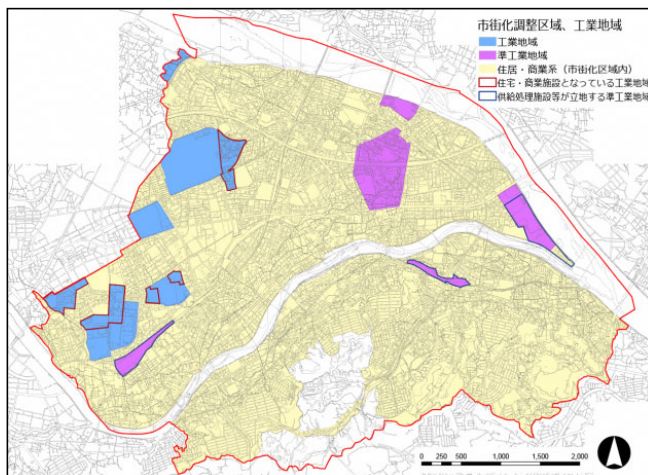 市街化調整区域、工業地域
工業地域
準工業地域
住居・商業系（市街化区域内）
住宅・商業施設となっている工業地域
供給処理施設等が立地する準工業地域
0 250 500 1,000 1,500 2,000